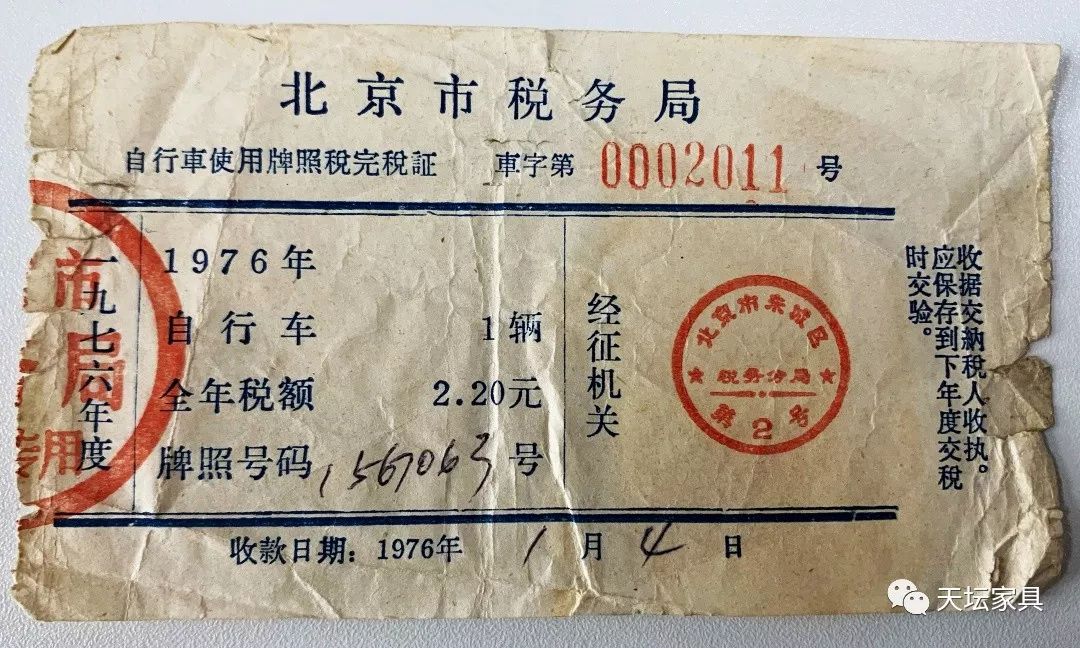 北京市税务局
自行車使用牌照税完税証 車字第 0002011 号
一九七六年度
1976年
自行车 1辆
全年税额 2.20元
牌照号码 1567063 号
经征机关
北京市东城区
税务分局
第2号
收据交納税人收执。
应保存到下年度交税
时交验。
收款日期：1976年 1 月 4 日
市
局
用
天坛家具